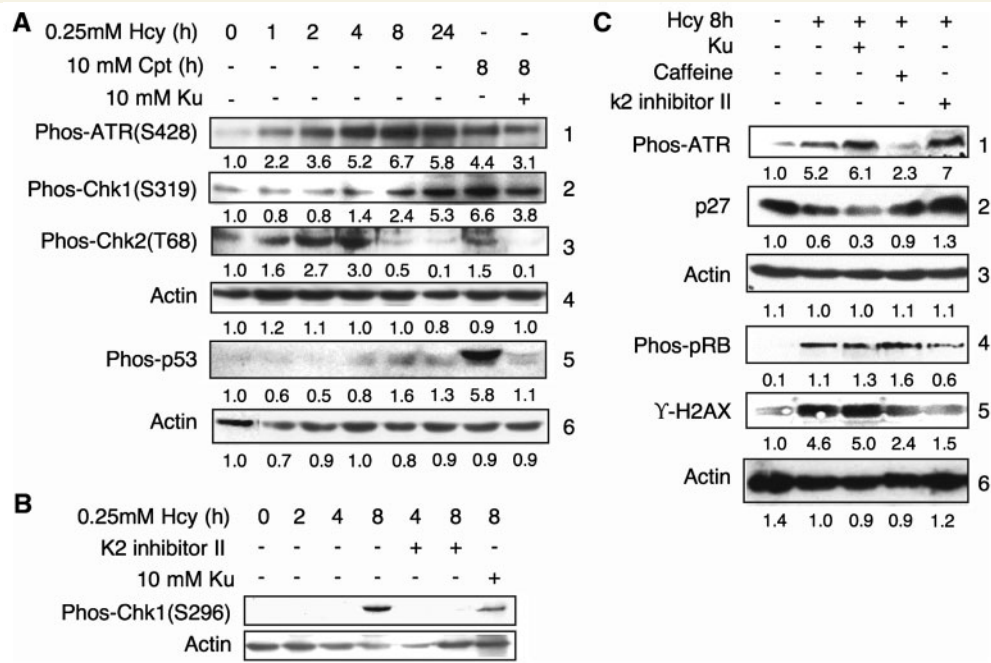 A
0.25mM Hcy (h) 0 1 2 4 8 24 - -
10 mM Cpt (h) - - - - - - 8 8
10 mM Ku - - - - - - - +
Phos-ATR(S428) 1
1.0 2.2 3.6 5.2 6.7 5.8 4.4 3.1
Phos-Chk1(S319) 2
1.0 0.8 0.8 1.4 2.4 5.3 6.6 3.8
Phos-Chk2(T68) 3
1.0 1.6 2.7 3.0 0.5 0.1 1.5 0.1
Actin 4
1.0 1.2 1.1 1.0 1.0 0.8 0.9 1.0
Phos-p53 5
1.0 0.6 0.5 0.8 1.6 1.3 5.8 1.1
Actin 6
1.0 0.7 0.9 1.0 0.8 0.9 0.9 0.9
B
0.25mM Hcy (h) 0 2 4 8 4 8 8
K2 inhibitor II - - - - + + -
10 mM Ku - - - - - - +
Phos-Chk1(S296)
Actin
C
Hcy 8h - + + + +
Ku - - + - -
Caffeine - - - + -
k2 inhibitor II - - - - +
Phos-ATR 1
1.0 5.2 6.1 2.3 7
p27 2
1.0 0.6 0.3 0.9 1.3
Actin 3
1.1 1.0 1.0 1.1 1.1
Phos-pRB 4
0.1 1.1 1.3 1.6 0.6
ϒ-H2AX 5
1.0 4.6 5.0 2.4 1.5
Actin 6
1.4 1.0 0.9 0.9 1.2